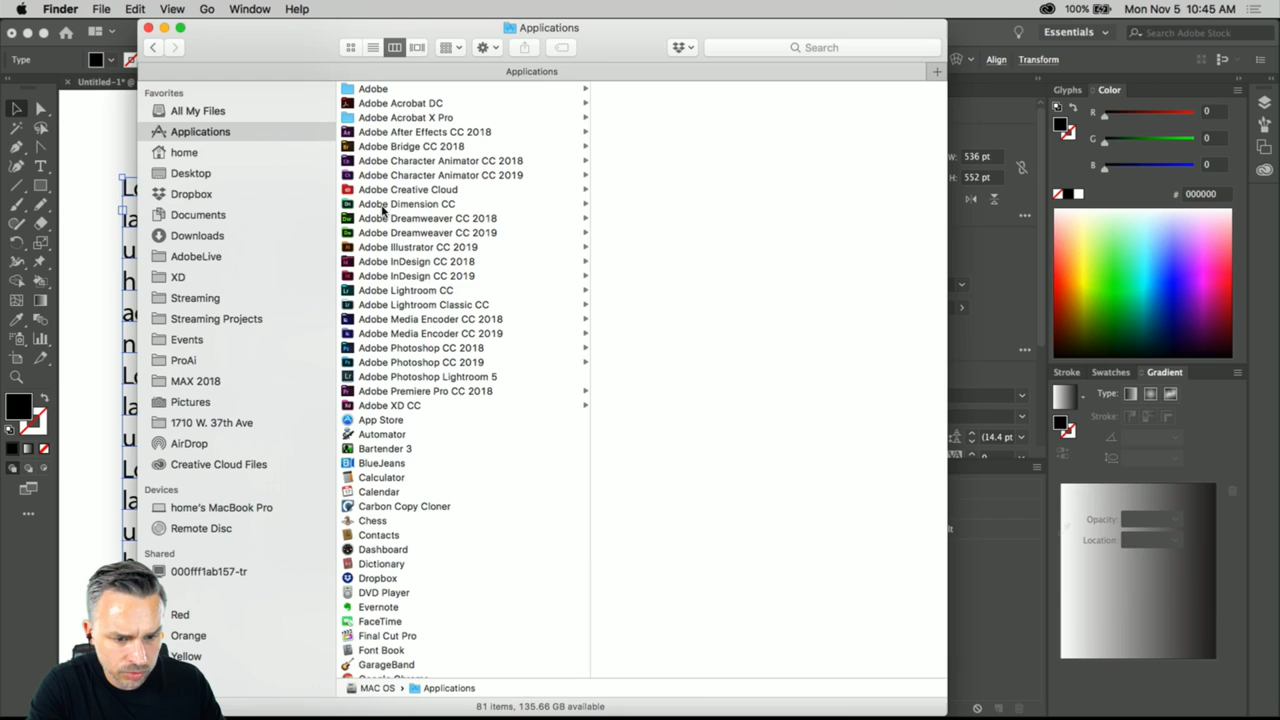 Finder File Edit View Go Window Help
100% Mon Nov 5 10:45 AM
Applications
Essentials
Search Adobe Stock
Type
Search
Align
Transform
Untitled-1* @
Applications
Favorites
All My Files
Applications
home
Desktop
Dropbox
Documents
Downloads
AdobeLive
XD
Streaming
Streaming Projects
Events
ProAi
MAX 2018
Pictures
1710 W. 37th Ave
AirDrop
Creative Cloud Files
Devices
home's MacBook Pro
Remote Disc
Shared
000fff1ab157-tr
Red
Orange
Yellow
Adobe
Adobe Acrobat DC
Adobe Acrobat X Pro
Adobe After Effects CC 2018
Adobe Bridge CC 2018
Adobe Character Animator CC 2018
Adobe Character Animator CC 2019
Adobe Creative Cloud
Adobe Dimension CC
Adobe Dreamweaver CC 2018
Adobe Dreamweaver CC 2019
Adobe Illustrator CC 2019
Adobe InDesign CC 2018
Adobe InDesign CC 2019
Adobe Lightroom CC
Adobe Lightroom Classic CC
Adobe Media Encoder CC 2018
Adobe Media Encoder CC 2019
Adobe Photoshop CC 2018
Adobe Photoshop CC 2019
Adobe Photoshop Lightroom 5
Adobe Premiere Pro CC 2018
Adobe XD CC
App Store
Automator
Bartender 3
BlueJeans
Calculator
Calendar
Carbon Copy Cloner
Chess
Contacts
Dashboard
Dictionary
Dropbox
DVD Player
Evernote
FaceTime
Final Cut Pro
Font Book
GarageBand
MAC OS › Applications
81 items, 135.66 GB available
W: 536 pt
H: 552 pt
(14.4 pt)
Glyphs Color
R 0
G 0
B 0
# 000000
Stroke Swatches Gradient
Type:
Stroke:
Opacity:
Location: